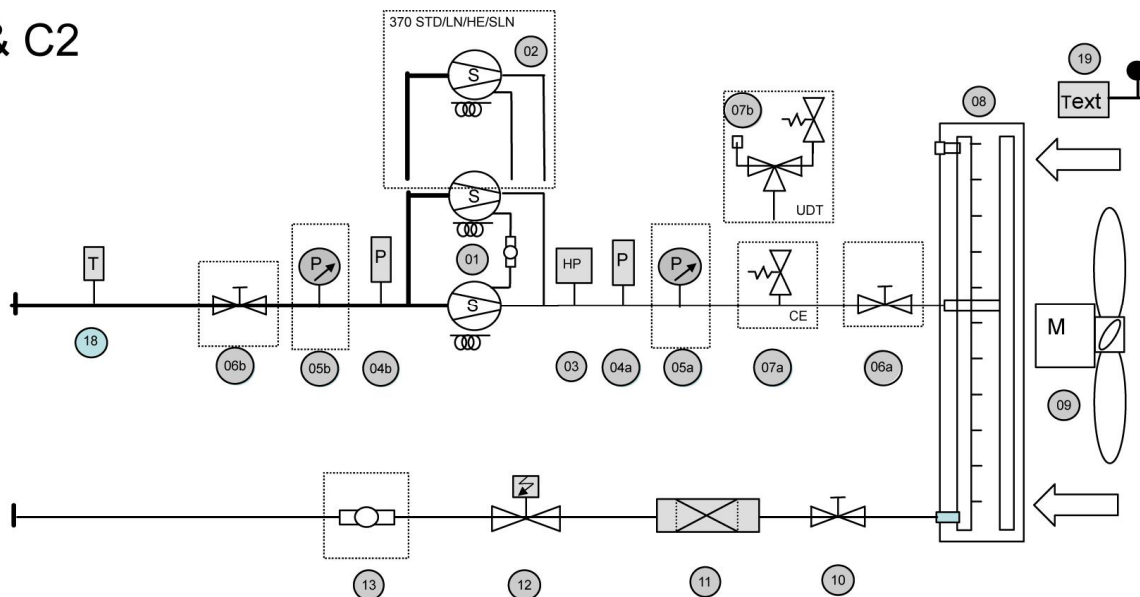 & C2
370 STD/LN/HE/SLN
02
S
19
Text
08
07b
UDT
S
01
S
T
18
06b
P
05b
P
04b
HP
03
P
04a
P
05a
CE
07a
06a
M
09
13
12
11
10